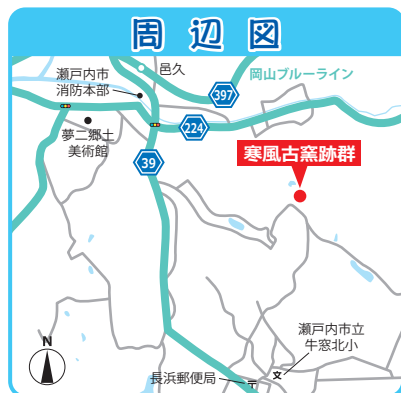 周辺図
瀬戸内市
消防本部
邑久
397
岡山ブルーライン
夢二郷土
美術館
224
39
寒風古窯跡群
瀬戸内市立
牛窓北小
長浜郵便局
N